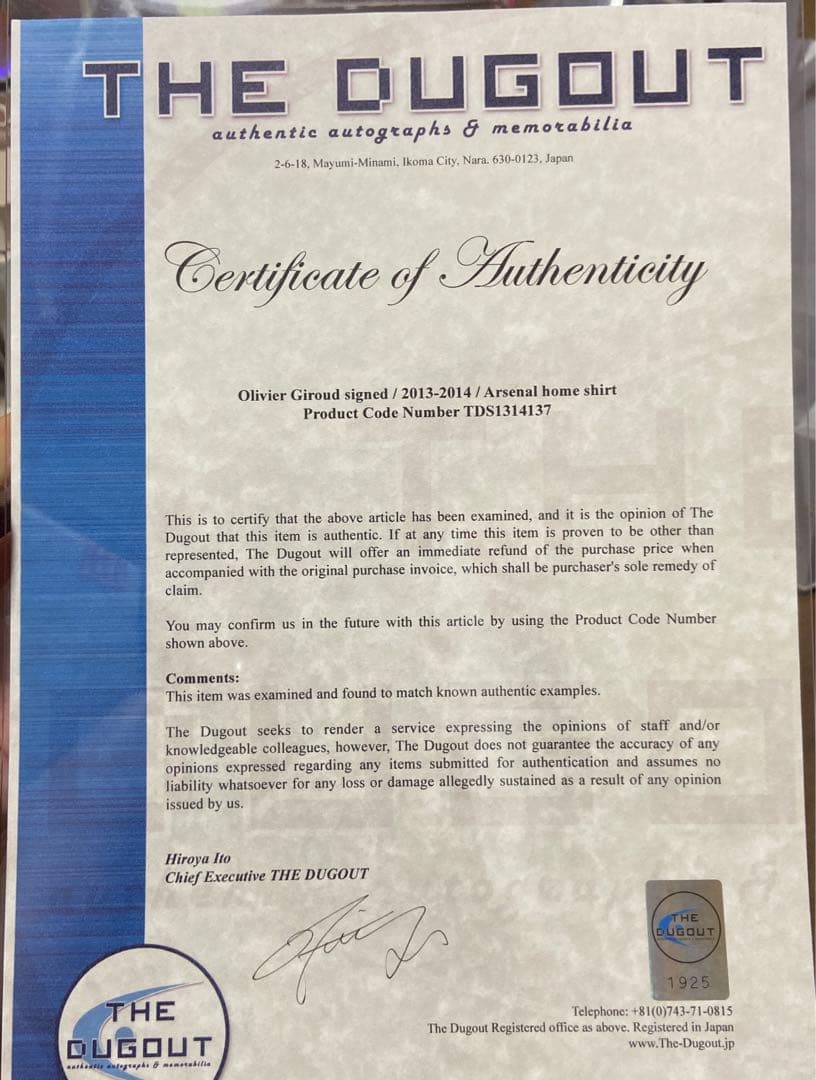 THE DUGOUT
authentic autographs & memorabilia
2-6-18, Mayumi-Minami, Ikoma City, Nara. 630-0123, Japan
Certificate of Authenticity
Olivier Giroud signed / 2013-2014 / Arsenal home shirt
Product Code Number TDS1314137
This is to certify that the above article has been examined, and it is the opinion of The
Dugout that this item is authentic. If at any time this item is proven to be other than
represented, The Dugout will offer an immediate refund of the purchase price when
accompanied with the original purchase invoice, which shall be purchaser's sole remedy of
claim.
You may confirm us in the future with this article by using the Product Code Number
shown above.
Comments:
This item was examined and found to match known authentic examples.
The Dugout seeks to render a service expressing the opinions of staff and/or
knowledgeable colleagues, however, The Dugout does not guarantee the accuracy of any
opinions expressed regarding any items submitted for authentication and assumes no
liability whatsoever for any loss or damage allegedly sustained as a result of any opinion
issued by us.
Hiroya Ito
Chief Executive THE DUGOUT
THE
DUGOUT
1925
THE
DUGOUT
authentic autographs & memorabilia
Telephone: +81(0)743-71-0815
The Dugout Registered office as above. Registered in Japan
www.The-Dugout.jp